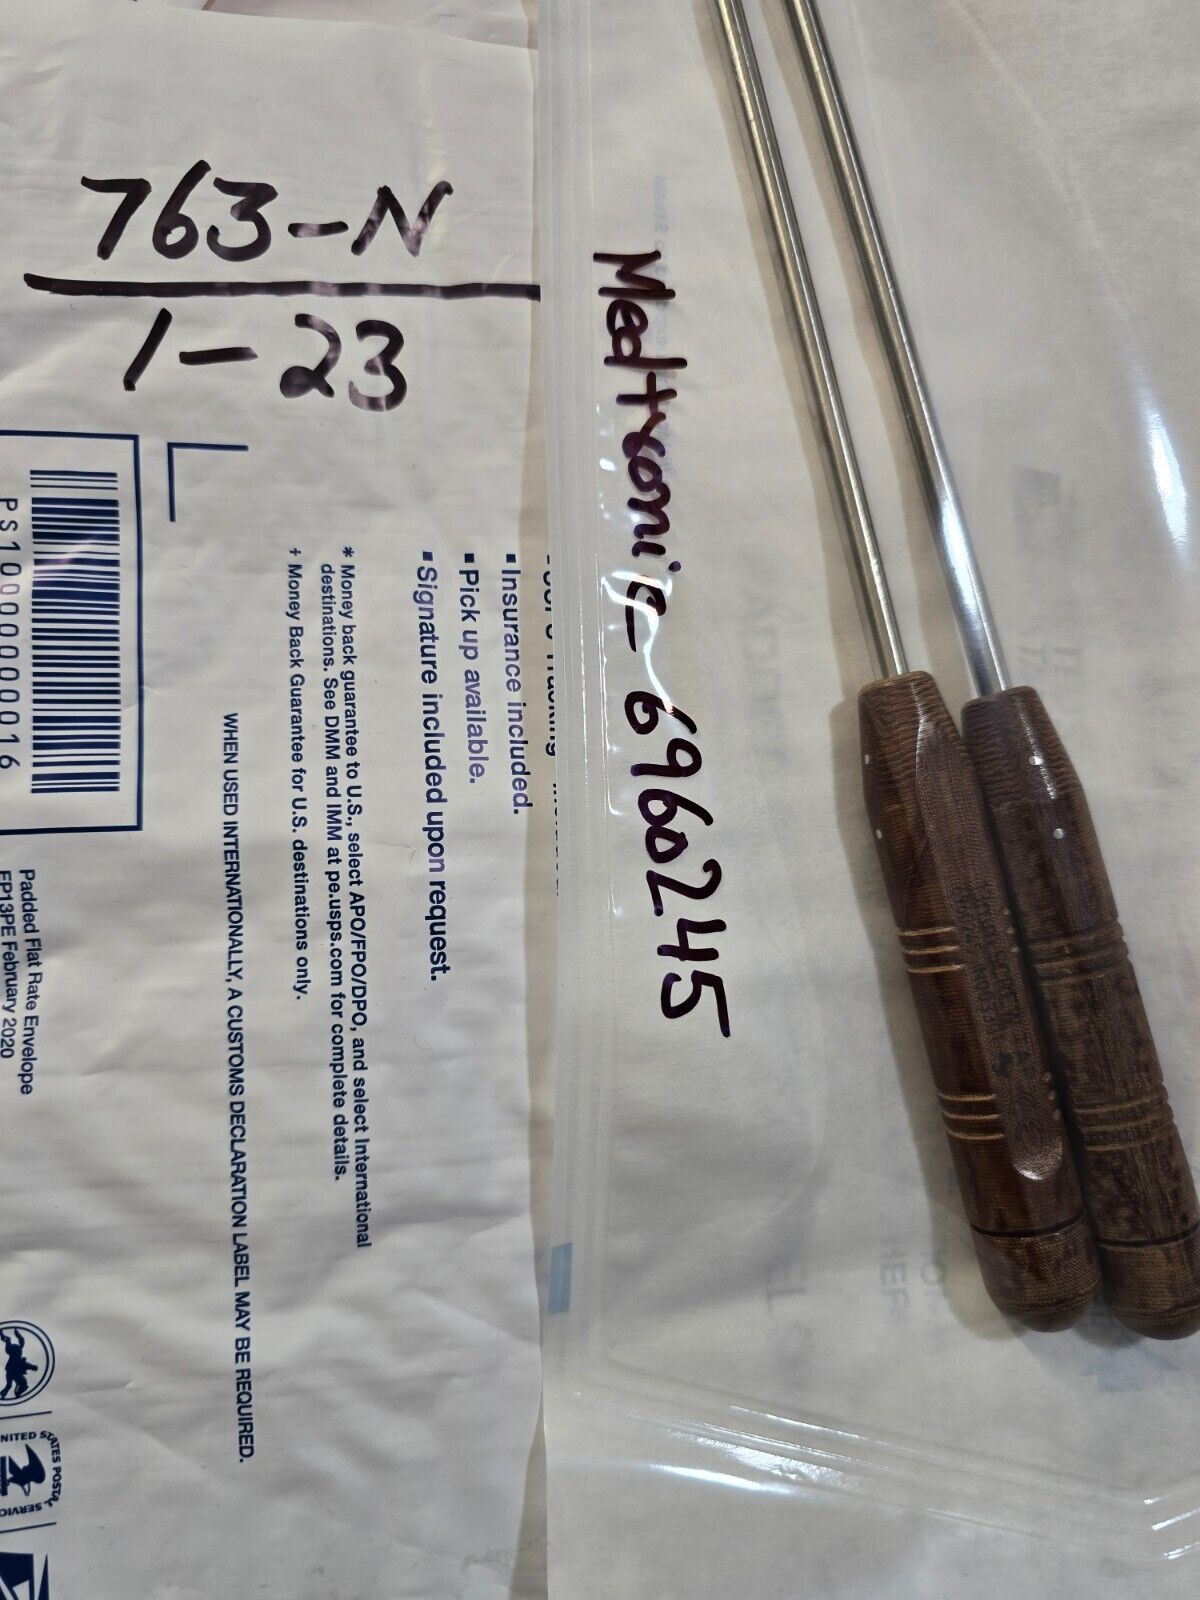 763-N
1-23
Medtronic-6960245
▪ Insurance included.
▪ Pick up available.
▪ Signature included upon request.
* Money back guarantee to U.S., select APO/FPO/DPO, and select International
destinations. See DMM and IMM at pe.usps.com for complete details.
+ Money Back Guarantee for U.S. destinations only.
WHEN USED INTERNATIONALLY, A CUSTOMS DECLARATION LABEL MAY BE REQUIRED.
PS10000000016
Padded Flat Rate Envelope
EP13PE February 2020
UNITED STATES POSTAL SERVICE